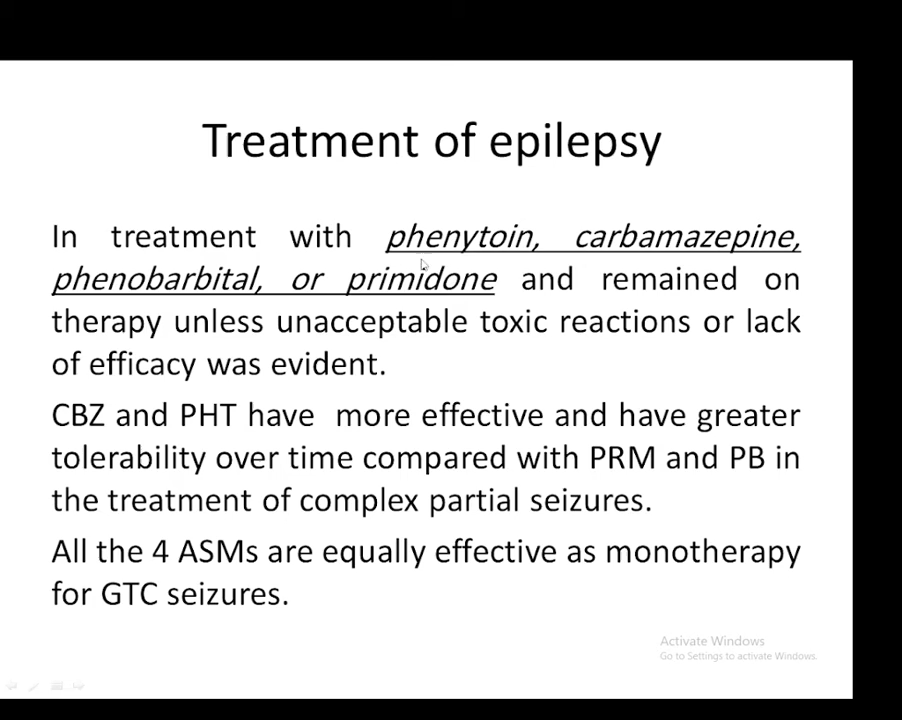 Treatment of epilepsy
In treatment with phenytoin, carbamazepine,
phenobarbital, or primidone and remained on
therapy unless unacceptable toxic reactions or lack
of efficacy was evident.
CBZ and PHT have more effective and have greater
tolerability over time compared with PRM and PB in
the treatment of complex partial seizures.
All the 4 ASMs are equally effective as monotherapy
for GTC seizures.
Activate Windows
Go to Settings to activate Windows.